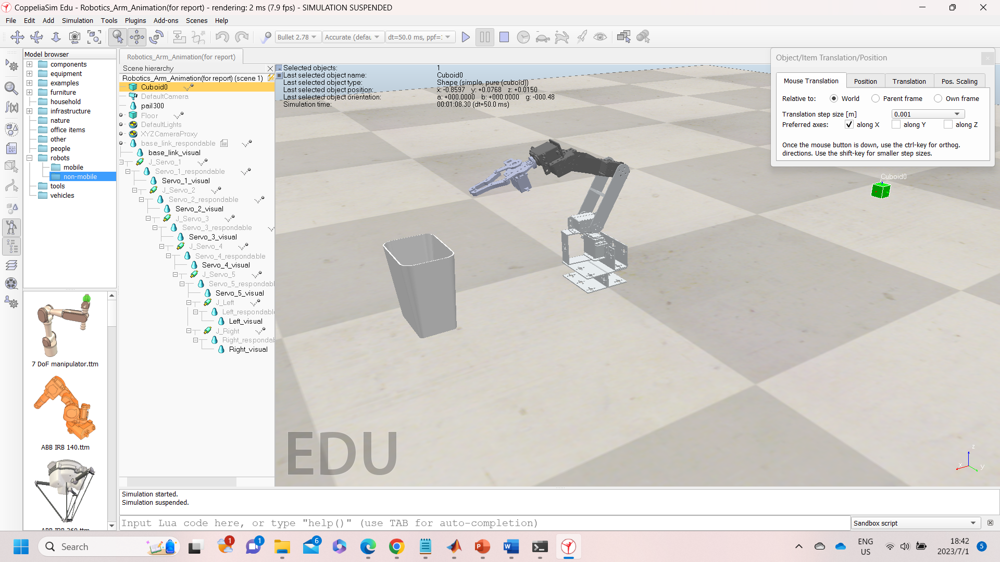 CoppeliaSim Edu - Robotics_Arm_Animation(for report) - rendering: 2 ms (7.9 fps) - SIMULATION SUSPENDED
File Edit Add Simulation Tools Plugins Add-ons Scenes Help
Bullet 2.78 Accurate (defau dt=50.0 ms, ppf=:
Model browser
components
equipment
examples
furniture
household
infrastructure
nature
office items
other
people
robots
mobile
non-mobile
tools
vehicles
7 DoF manipulator.ttm
ABB IRB 140.ttm
ABB IRB 360.ttm
Robotics_Arm_Animation(for report)
Scene hierarchy
Robotics_Arm_Animation(for report) (scene 1)
Cuboid0
DefaultCamera
pail300
Floor
DefaultLights
XYZCameraProxy
base_link_respondable
base_link_visual
J_Servo_1
Servo_1_respondable
Servo_1_visual
J_Servo_2
Servo_2_respondable
Servo_2_visual
J_Servo_3
Servo_3_respondable
Servo_3_visual
J_Servo_4
Servo_4_respondable
Servo_4_visual
J_Servo_5
Servo_5_respondabl
Servo_5_visual
J_Left
Left_respondabl
Left_visual
J_Right
Right_responda
Right_visual
Selected objects: 1
Last selected object name: Cuboid0
Last selected object type: Shape (simple, pure (cuboid))
Last selected object position: x: -0.8597 y: +0.0768 z: +0.0150
Last selected object orientation: a: +000.0000 b: +000.0000 g: -000.48
Simulation time: 00:01:08.30 (dt=50.0 ms)
Object/Item Translation/Position
Mouse Translation Position Translation Pos. Scaling
Relative to: World Parent frame Own frame
Translation step size [m] 0.001
Preferred axes: along X along Y along Z
Once the mouse button is down, use the ctrl-key for orthog.
directions. Use the shift-key for smaller step sizes.
Cuboid0
EDU
z
x
y
Simulation started.
Simulation suspended.
Input Lua code here, or type "help()" (use TAB for auto-completion)
Sandbox script
Search
1
1
6
ENG
US
18:42
2023/7/1
5